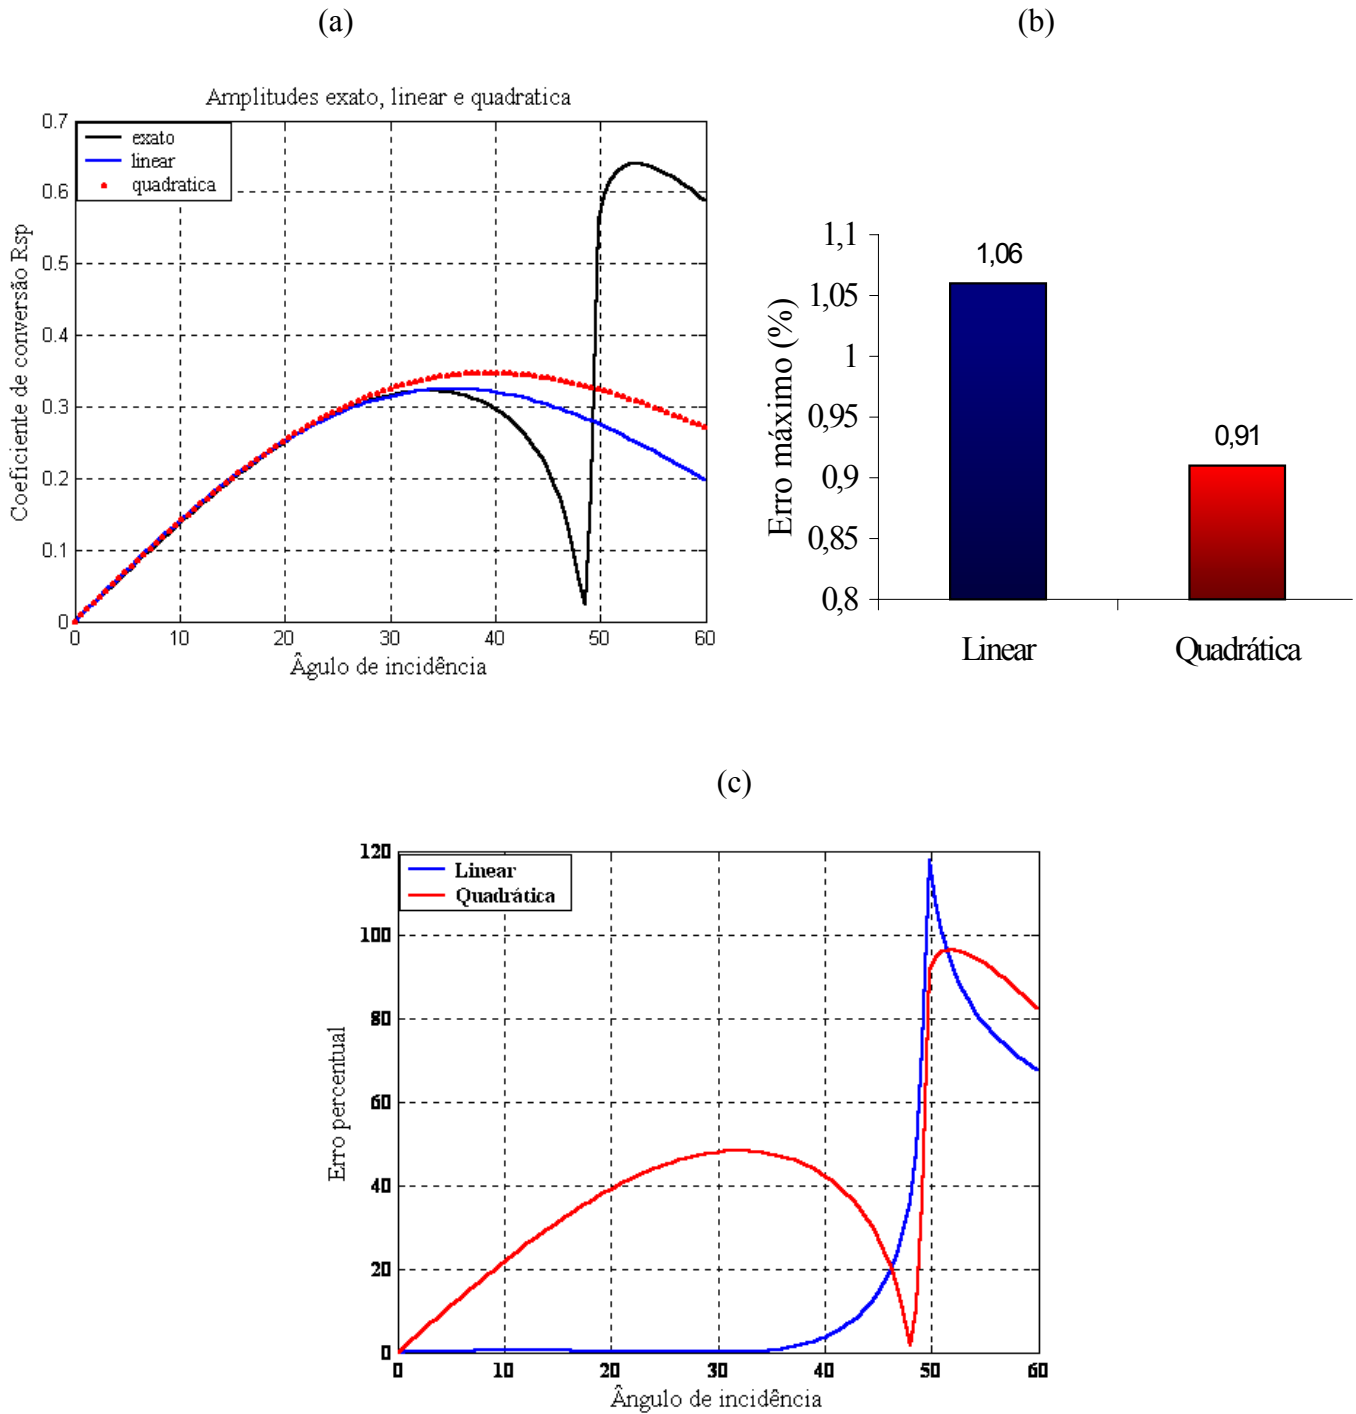 (a)
(b)
Amplitudes exato, linear e quadratica
exato
linear
quadratica
0.7
0.6
0.5
0.4
0.3
0.2
0.1
0
Coeficiente de conversão Rsp
0 10 20 30 40 50 60
Âgulo de incidência
1,1
1,05
1
0,95
0,9
0,85
0,8
Erro máximo (%)
1,06
0,91
Linear
Quadrática
(c)
Linear
Quadrática
120
100
80
60
40
20
0
Erro percentual
0 10 20 30 40 50 60
Ângulo de incidência